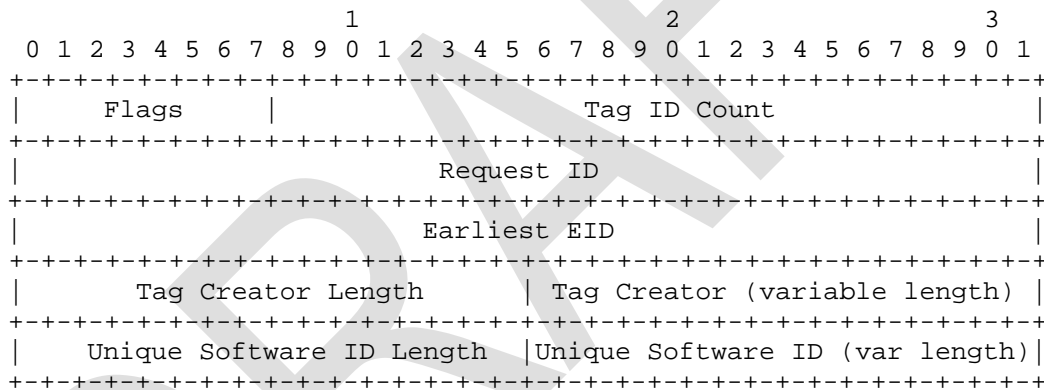 1                   2                   3
 0 1 2 3 4 5 6 7 8 9 0 1 2 3 4 5 6 7 8 9 0 1 2 3 4 5 6 7 8 9 0 1
+-+-+-+-+-+-+-+-+-+-+-+-+-+-+-+-+-+-+-+-+-+-+-+-+-+-+-+-+-+-+-+-+
|     Flags     |                 Tag ID Count                  |
+-+-+-+-+-+-+-+-+-+-+-+-+-+-+-+-+-+-+-+-+-+-+-+-+-+-+-+-+-+-+-+-+
|                          Request ID                           |
+-+-+-+-+-+-+-+-+-+-+-+-+-+-+-+-+-+-+-+-+-+-+-+-+-+-+-+-+-+-+-+-+
|                         Earliest EID                          |
+-+-+-+-+-+-+-+-+-+-+-+-+-+-+-+-+-+-+-+-+-+-+-+-+-+-+-+-+-+-+-+-+
|       Tag Creator Length      | Tag Creator (variable length) |
+-+-+-+-+-+-+-+-+-+-+-+-+-+-+-+-+-+-+-+-+-+-+-+-+-+-+-+-+-+-+-+-+
|    Unique Software ID Length  |Unique Software ID (var length)|
+-+-+-+-+-+-+-+-+-+-+-+-+-+-+-+-+-+-+-+-+-+-+-+-+-+-+-+-+-+-+-+-+